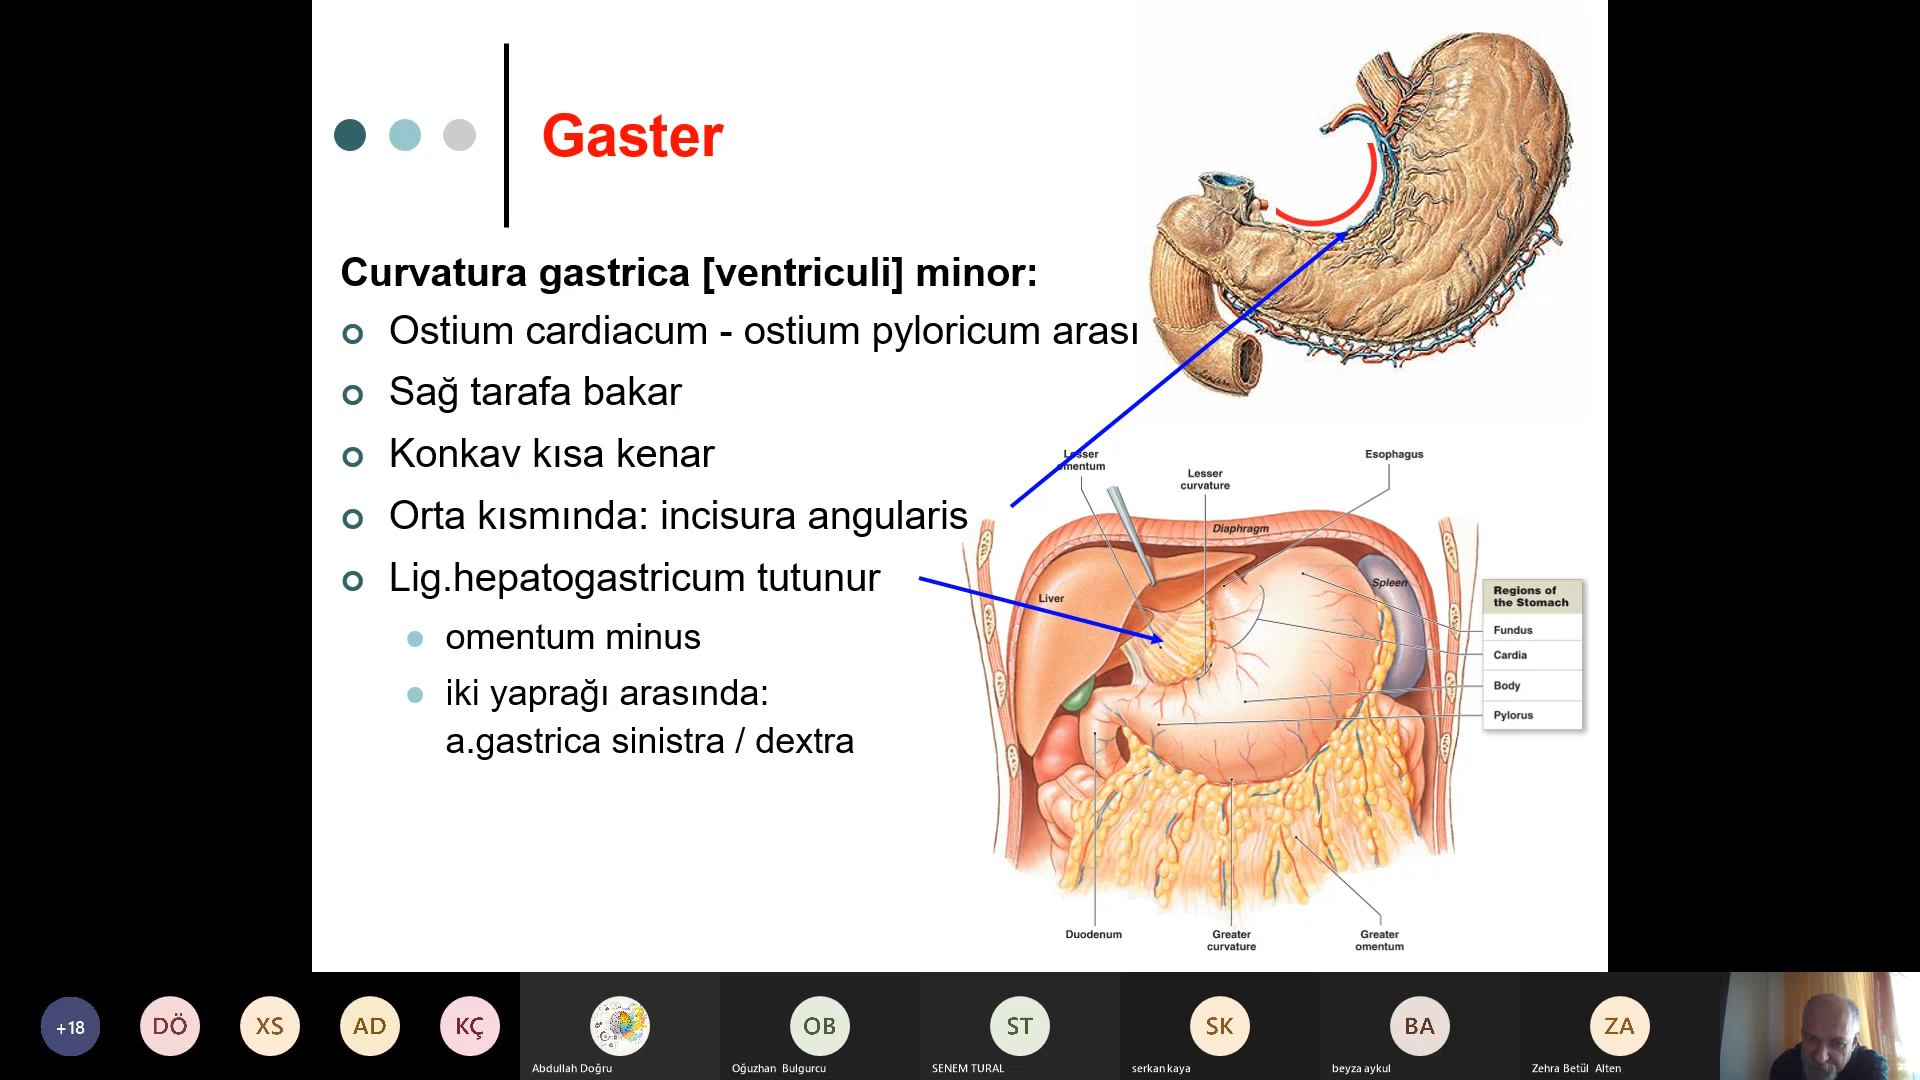 Gaster
Curvatura gastrica [ventriculi] minor:
Ostium cardiacum - ostium pyloricum arası
Sağ tarafa bakar
Konkav kısa kenar
Orta kısmında: incisura angularis
Lig.hepatogastricum tutunur
omentum minus
iki yaprağı arasında:
a.gastrica sinistra / dextra
Lesser
omentum
Lesser
curvature
Esophagus
Diaphragm
Liver
Spleen
Regions of
the Stomach
Fundus
Cardia
Body
Pylorus
Duodenum
Greater
curvature
Greater
omentum
+18
DÖ
XS
AD
KÇ
Abdullah Doğru
OB
Oğuzhan Bulgurcu
ST
SENEM TURAL
SK
serkan kaya
BA
beyza aykul
ZA
Zehra Betül Alten